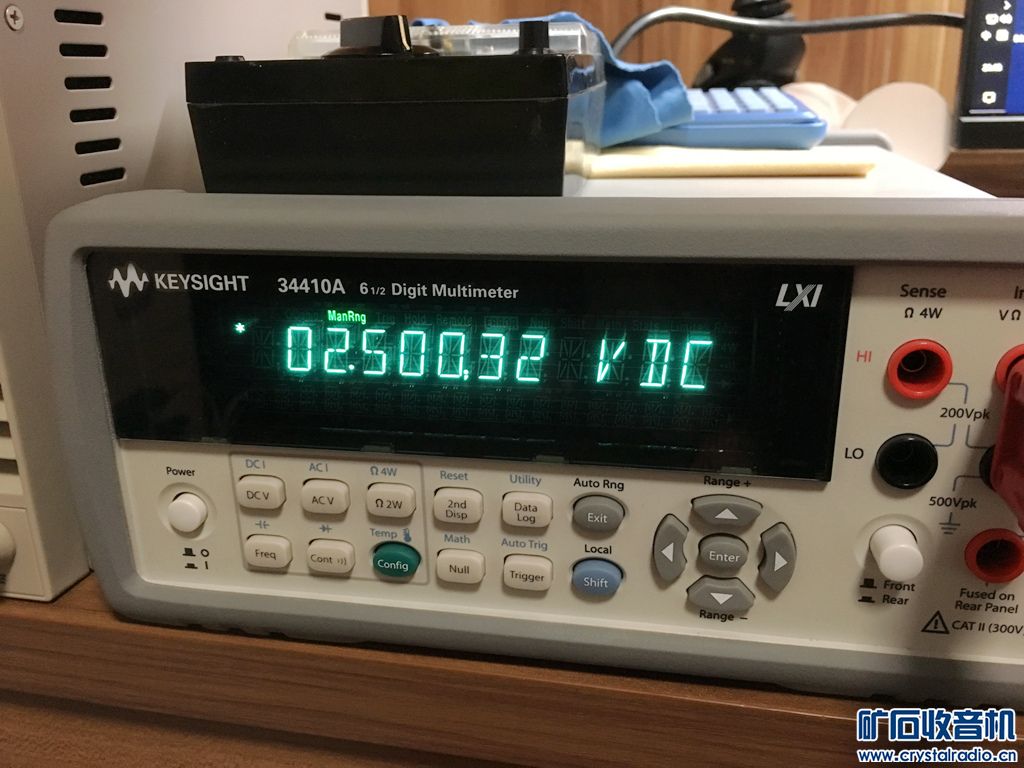 KEYSIGHT 34410A 6 1/2 Digit Multimeter
LXI
ManRng
* 02.500,32 VDC
Power
DC I AC I Ω 4W
DC V AC V Ω 2W
Temp
Freq Cont Config
O
I
Reset Utility
2nd Disp Data Log
Math Auto Trig
Null Trigger
Auto Rng
Exit
Local
Shift
Range +
Enter
Range −
Sense
Ω 4W
HI
200Vpk
LO
500Vpk
Front
Rear
Fused on
Rear Panel
CAT II (300V
矿石收音机
www.crystalradio.cn